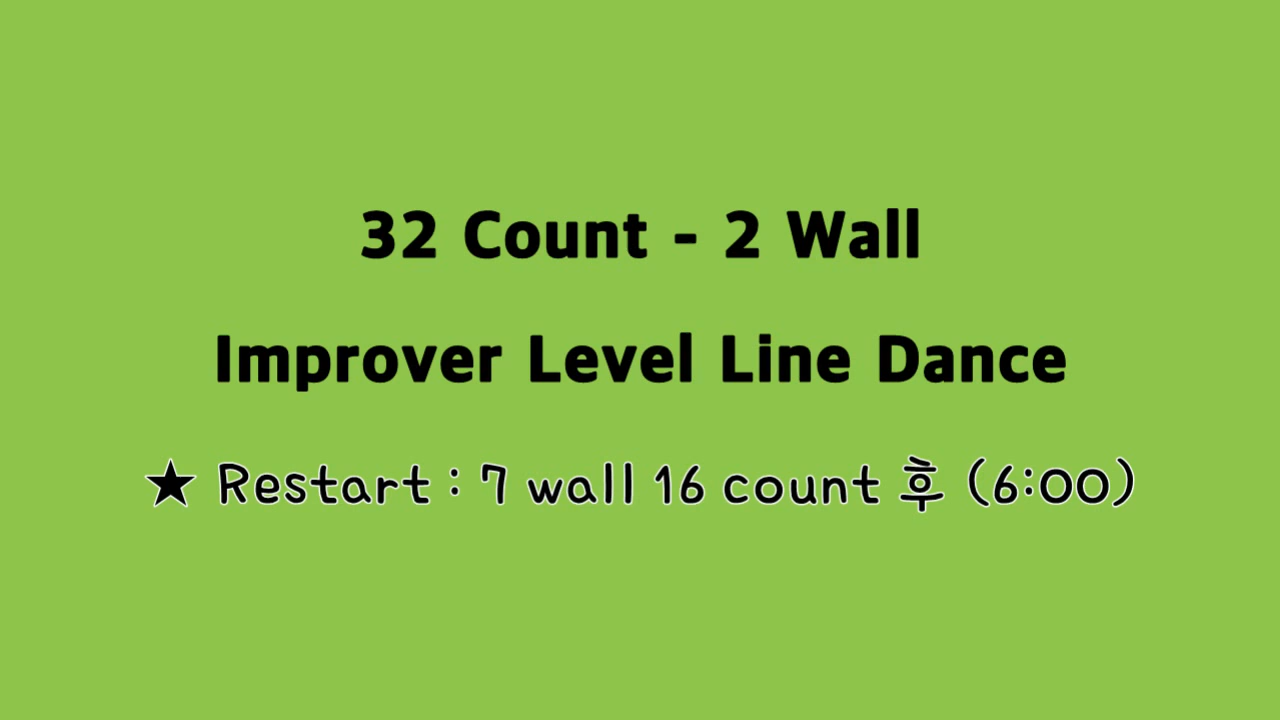 32 Count - 2 Wall
Improver Level Line Dance
★ Restart : 7 wall 16 count 후 (6:00)